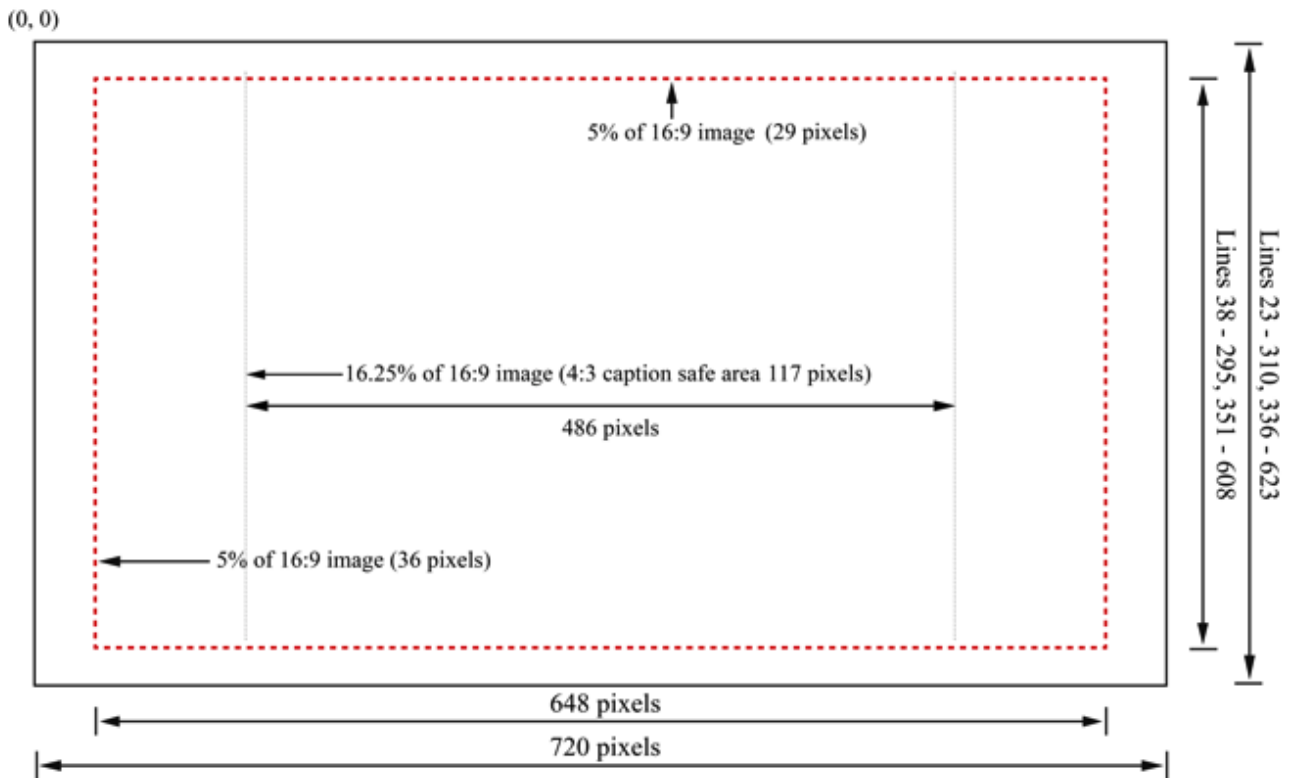 (0, 0)
5% of 16:9 image (29 pixels)
16.25% of 16:9 image (4:3 caption safe area 117 pixels)
486 pixels
5% of 16:9 image (36 pixels)
Lines 38 - 295, 351 - 608
Lines 23 - 310, 336 - 623
648 pixels
720 pixels